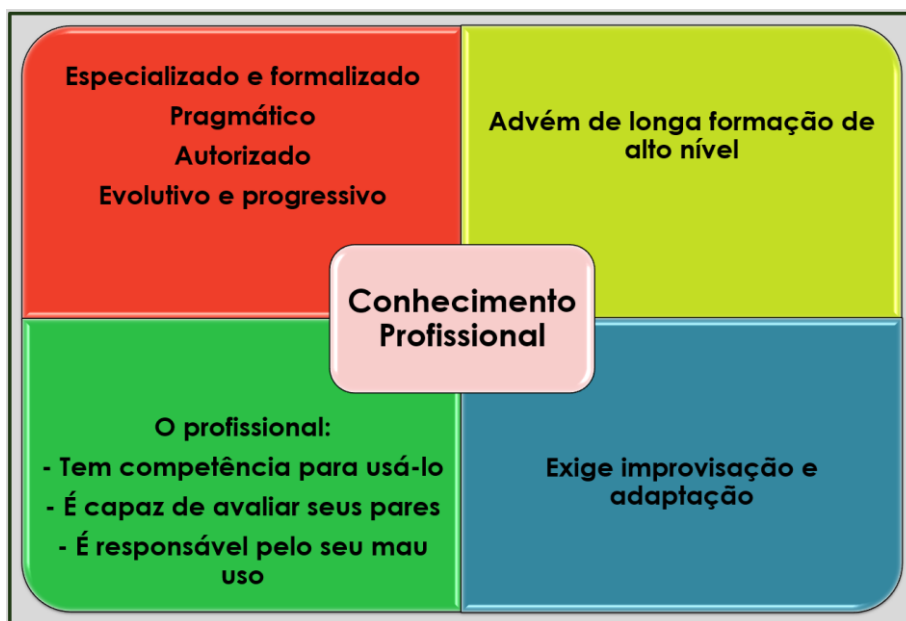 Especializado e formalizado
Pragmático
Autorizado
Evolutivo e progressivo
Advém de longa formação de
alto nível
Conhecimento
Profissional
O profissional:
- Tem competência para usá-lo
- É capaz de avaliar seus pares
- É responsável pelo seu mau
uso
Exige improvisação e
adaptação